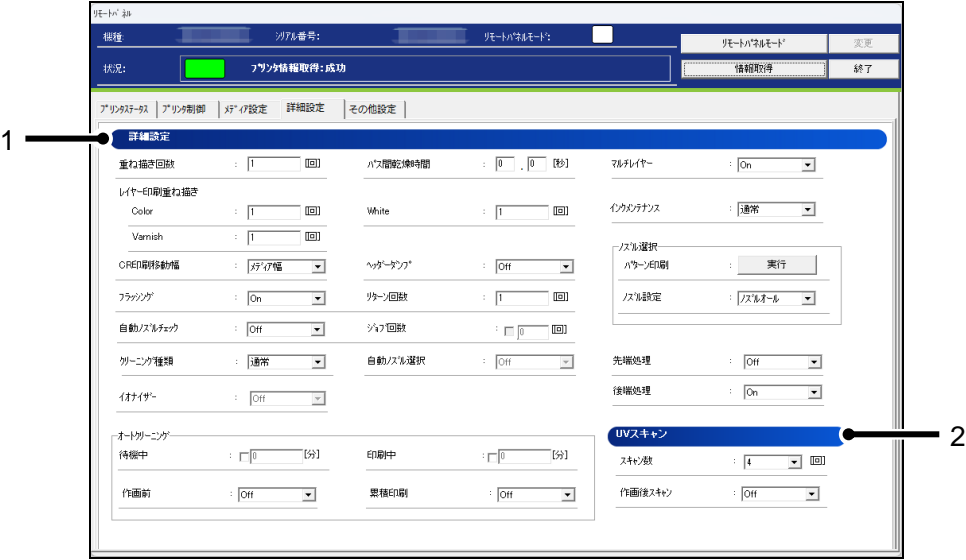 ﾘﾓｰﾄﾊﾟﾈﾙ
機種: ｼﾘｱﾙ番号: ﾘﾓｰﾄﾊﾟﾈﾙﾓｰﾄﾞ:
ﾘﾓｰﾄﾊﾟﾈﾙﾓｰﾄﾞ 変更
状況: ﾌﾟﾘﾝﾀ情報取得:成功 情報取得 終了
ﾌﾟﾘﾝﾀｽﾃｰﾀｽ ﾌﾟﾘﾝﾀ制御 ﾒﾃﾞｨｱ設定 詳細設定 その他設定
1 詳細設定
重ね描き回数 : 1 [回] ﾊﾟｽ間乾燥時間 : 0 . 0 [秒] ﾏﾙﾁﾚｲﾔｰ : On
ﾚｲﾔｰ印刷重ね描き
Color : 1 [回] White : 1 [回] ｲﾝｸﾒﾝﾃﾅﾝｽ : 通常
Varnish : 1 [回]
ﾉｽﾞﾙ選択
CR印刷移動幅 : ﾒﾃﾞｨｱ幅 ﾍｯﾀﾞｰﾀﾞﾝﾌﾟ : Off ﾊﾟﾀｰﾝ印刷 : 実行
ﾌﾗｯｼﾝｸﾞ : On ﾘﾀｰﾝ回数 : 1 [回] ﾉｽﾞﾙ設定 : ﾉｽﾞﾙｵｰﾙ
自動ﾉｽﾞﾙﾁｪｯｸ : Off ｼﾞｮﾌﾞ回数 : 0 [回]
ｸﾘｰﾆﾝｸﾞ種類 : 通常 自動ﾉｽﾞﾙ選択 : Off 先端処理 : Off
ｲｵﾅｲｻﾞｰ : Off 後端処理 : On
ｵｰﾄｸﾘｰﾆﾝｸﾞ UVスキャン 2
待機中 : 0 [分] 印刷中 : 0 [分] ｽｷｬﾝ数 : 4 [回]
作画前 : Off 累積印刷 : Off 作画後ｽｷｬﾝ : Off